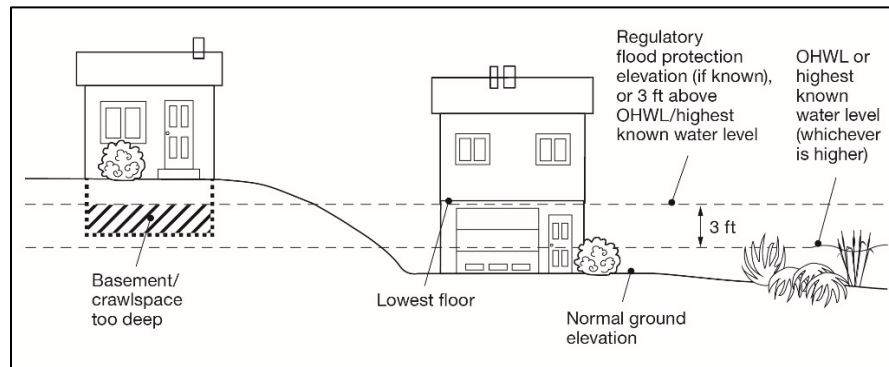 Regulatory
flood protection
elevation (if known),
or 3 ft above
OHWL/highest
known water level
OHWL or
highest
known
water level
(whichever
is higher)
3 ft
Basement/
crawlspace
too deep
Lowest floor
Normal ground
elevation